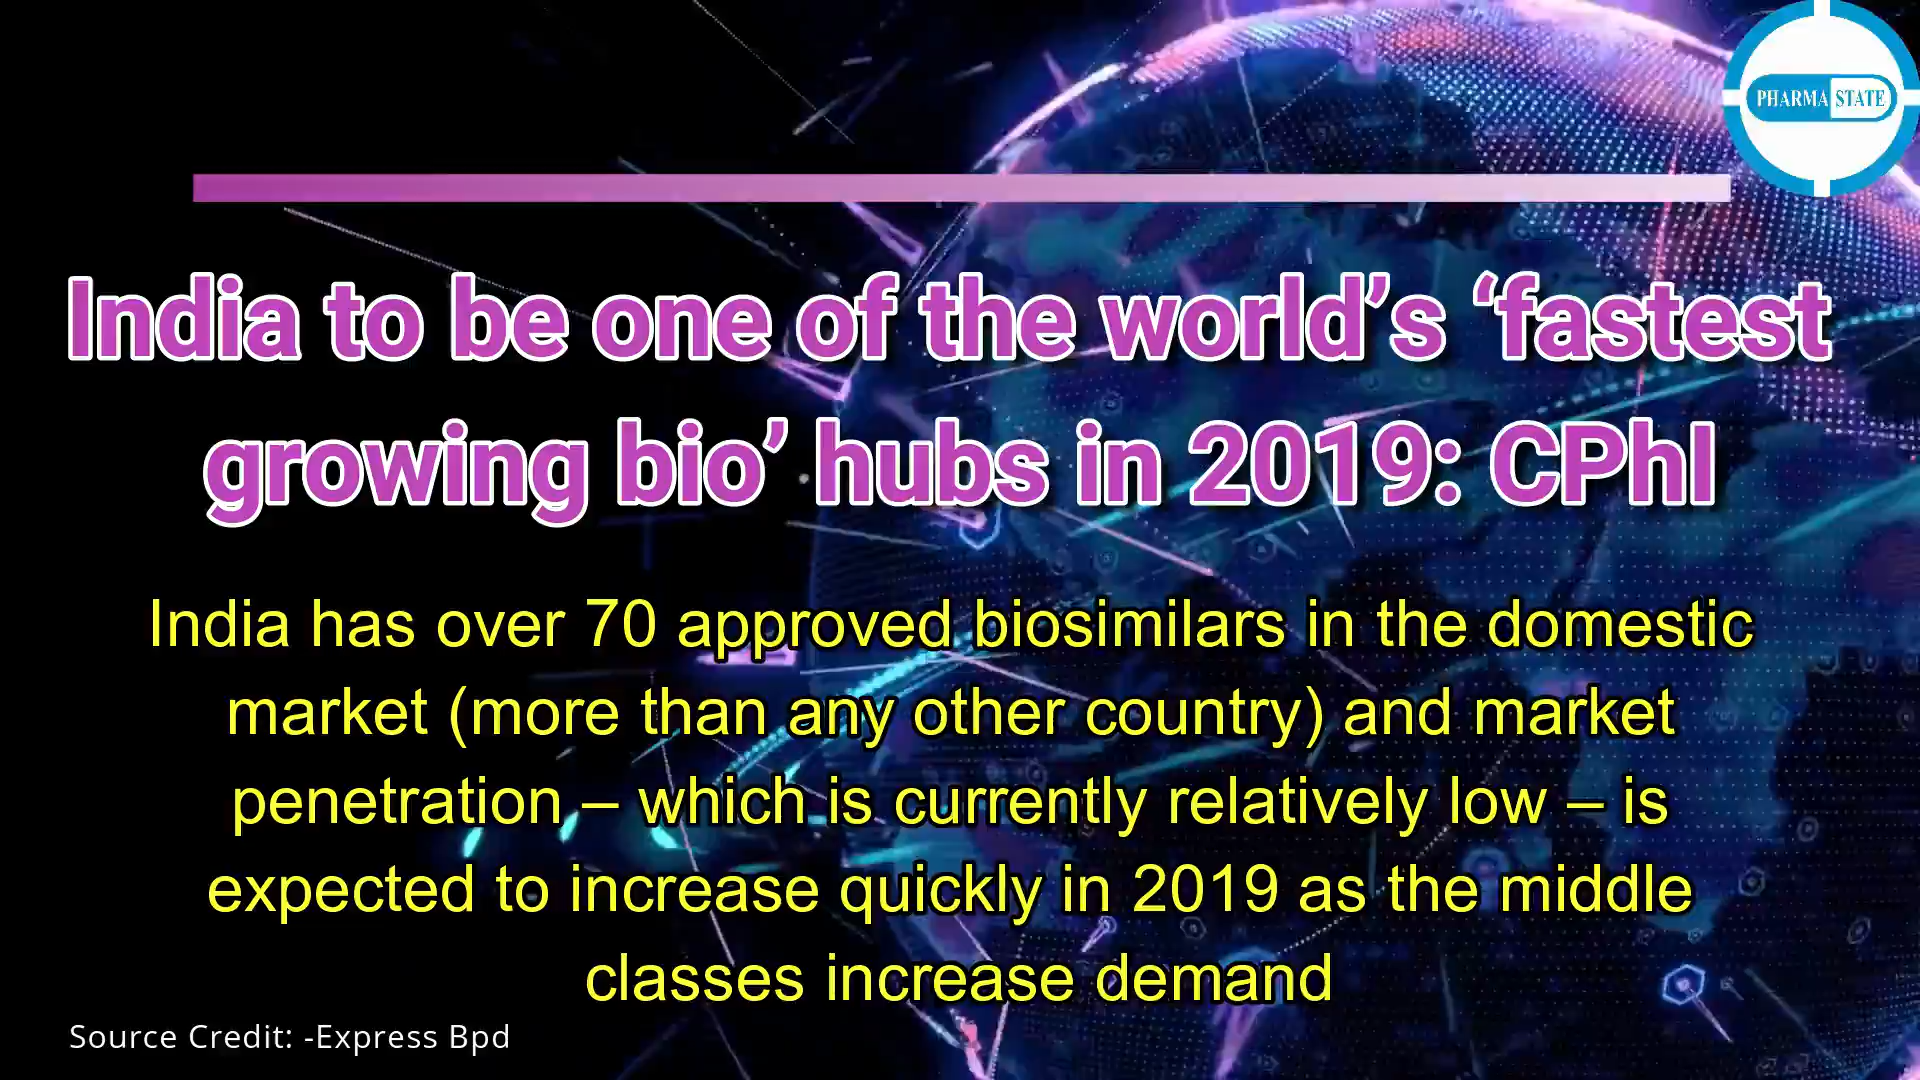 PHARMA STATE
India to be one of the world’s ‘fastest
growing bio’ hubs in 2019: CPhI
India has over 70 approved biosimilars in the domestic
market (more than any other country) and market
penetration – which is currently relatively low – is
expected to increase quickly in 2019 as the middle
classes increase demand
Source Credit: -Express Bpd